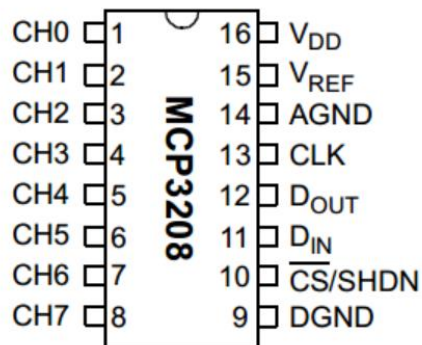 CH0 1 16 VDD
CH1 2 15 VREF
CH2 3 14 AGND
CH3 4 13 CLK
CH4 5 12 DOUT
CH5 6 11 DIN
CH6 7 10 C̅S̅/SHDN
CH7 8 9 DGND
MCP3208